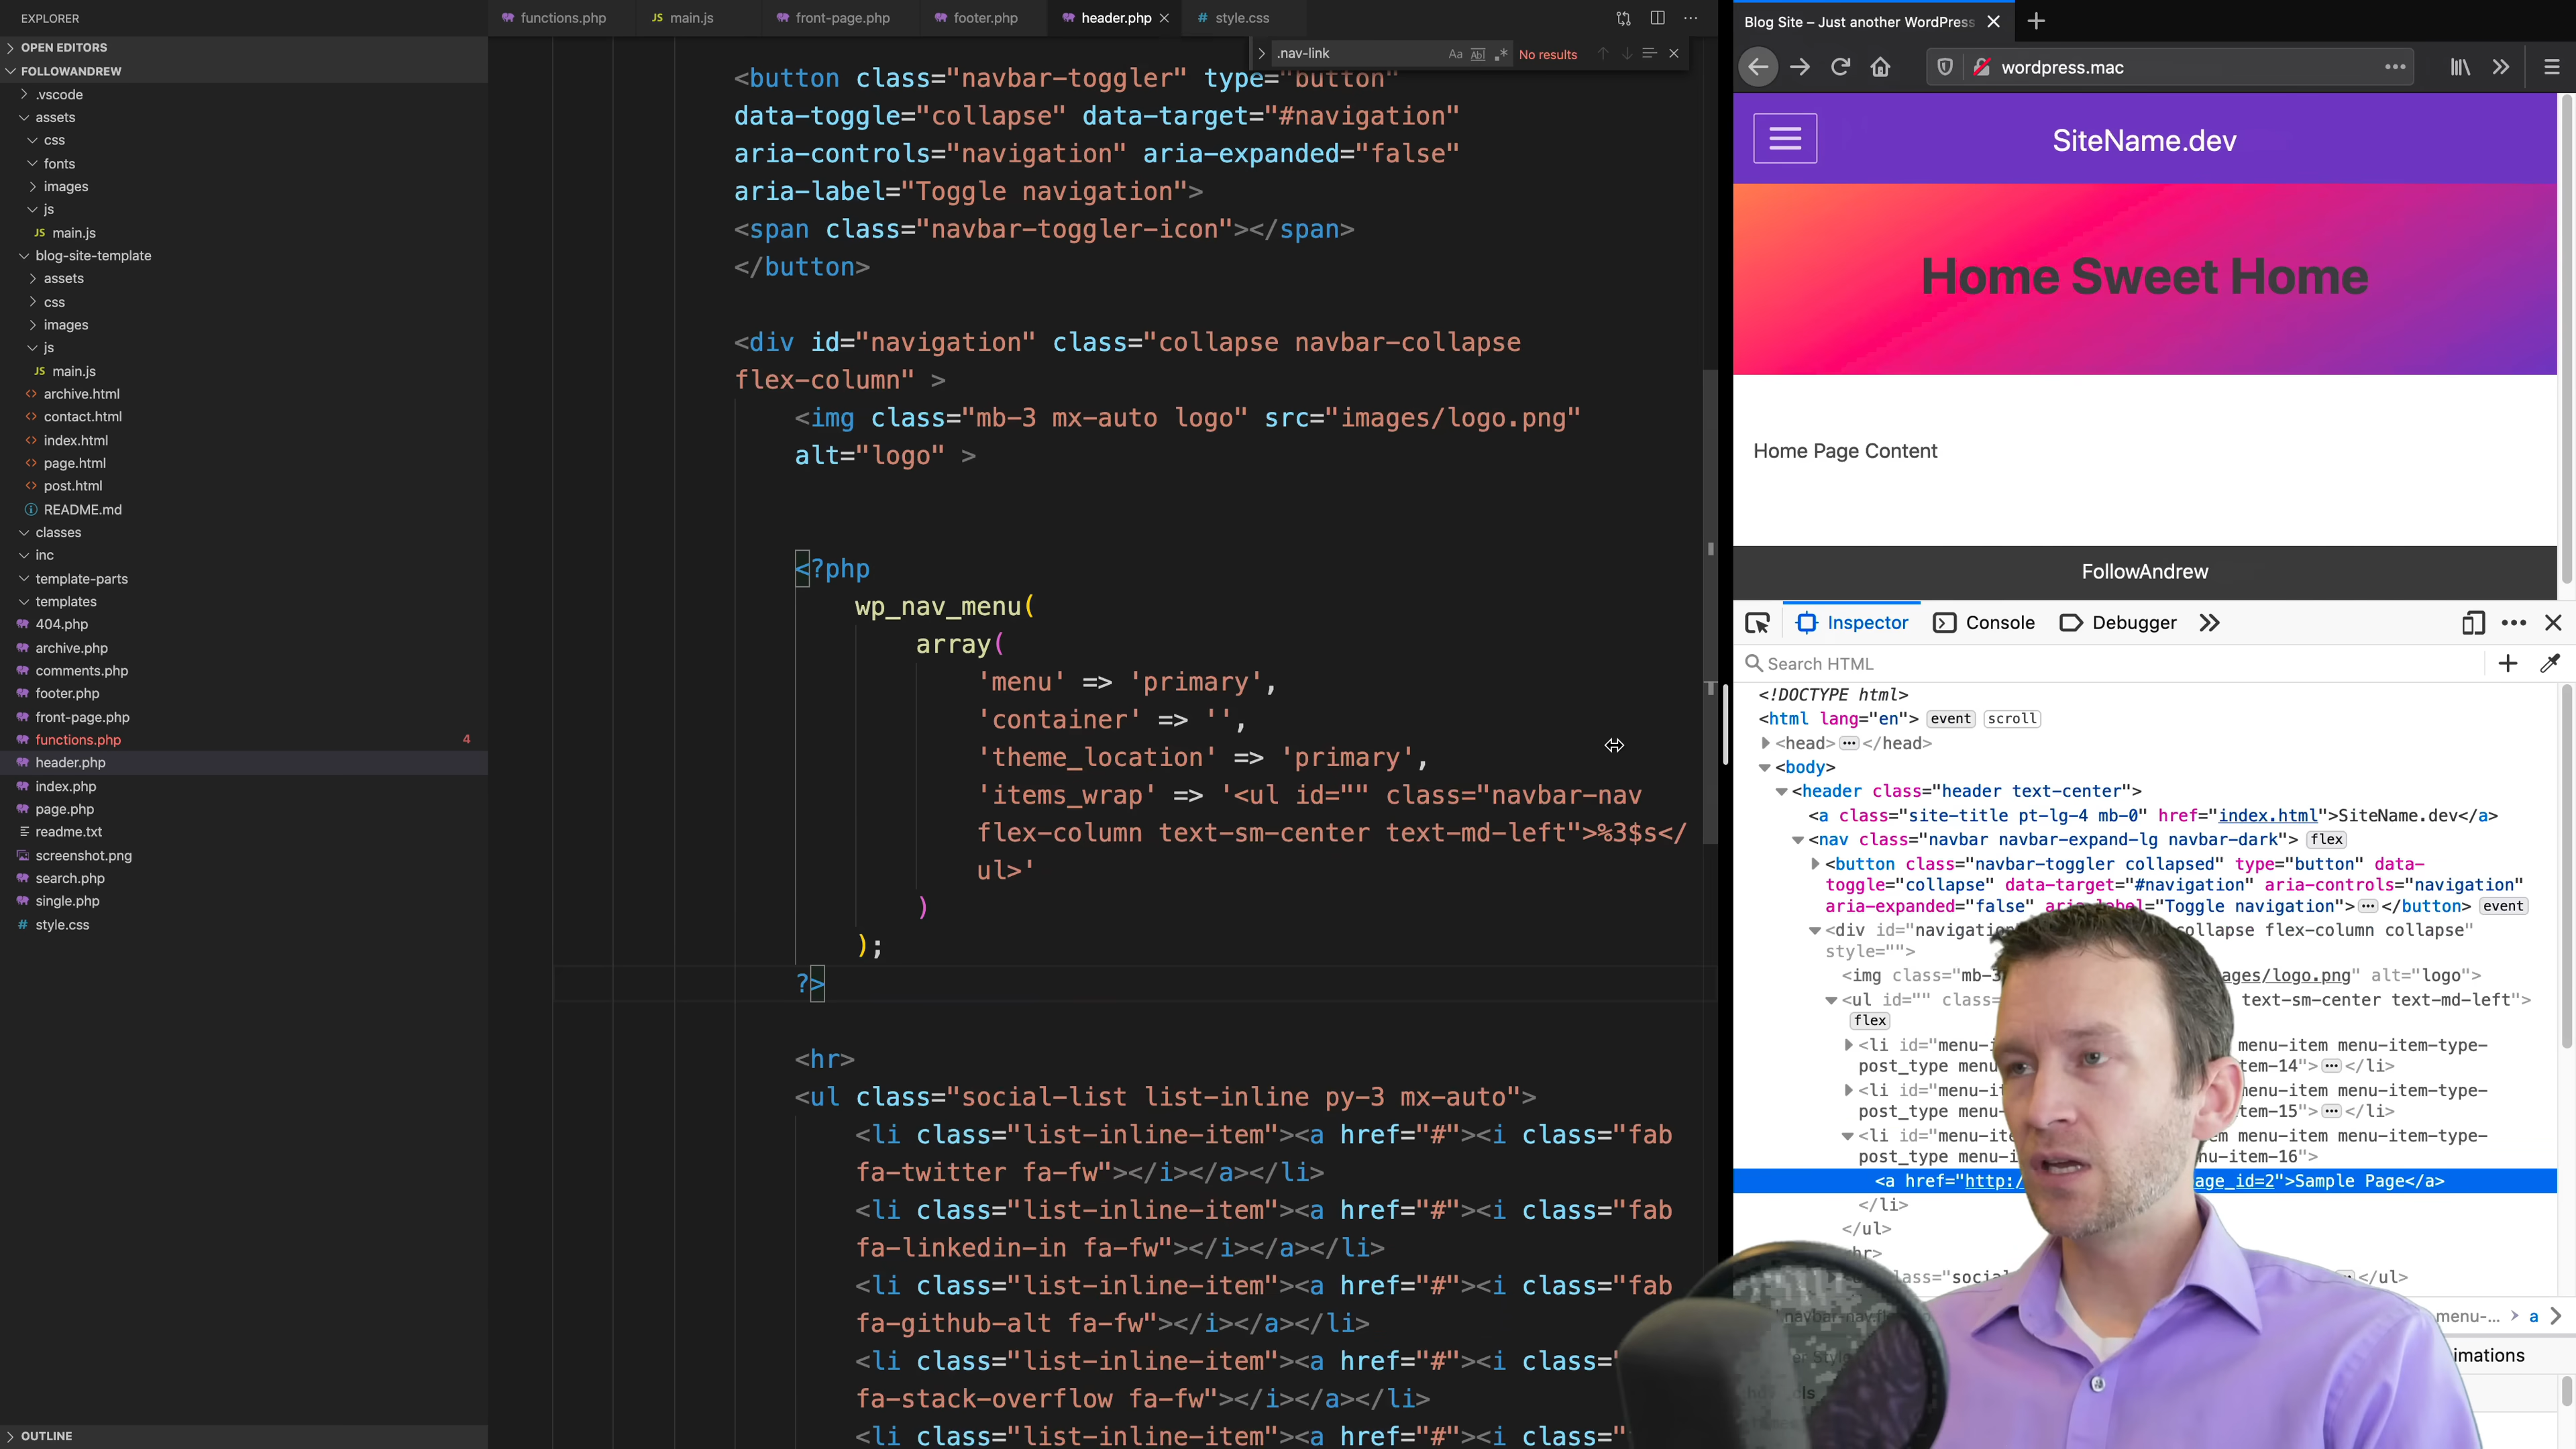 EXPLORER
OPEN EDITORS
FOLLOWANDREW
.vscode
assets
css
fonts
images
js
JS main.js
blog-site-template
assets
css
images
js
JS main.js
archive.html
contact.html
index.html
page.html
post.html
README.md
classes
inc
template-parts
templates
404.php
archive.php
comments.php
footer.php
front-page.php
functions.php 4
header.php
index.php
page.php
readme.txt
screenshot.png
search.php
single.php
# style.css
OUTLINE
functions.php JS main.js front-page.php footer.php header.php # style.css
.nav-link Aa Abl .* No results
<button class="navbar-toggler" type="button"
data-toggle="collapse" data-target="#navigation"
aria-controls="navigation" aria-expanded="false"
aria-label="Toggle navigation">
<span class="navbar-toggler-icon"></span>
</button>
<div id="navigation" class="collapse navbar-collapse
flex-column" >
<img class="mb-3 mx-auto logo" src="images/logo.png"
alt="logo" >
<?php
wp_nav_menu(
array(
'menu' => 'primary',
'container' => '',
'theme_location' => 'primary',
'items_wrap' => '<ul id="" class="navbar-nav
flex-column text-sm-center text-md-left">%3$s</
ul>'
)
);
?>
<hr>
<ul class="social-list list-inline py-3 mx-auto">
<li class="list-inline-item"><a href="#"><i class="fab
fa-twitter fa-fw"></i></a></li>
<li class="list-inline-item"><a href="#"><i class="fab
fa-linkedin-in fa-fw"></i></a></li>
<li class="list-inline-item"><a href="#"><i class="fab
fa-github-alt fa-fw"></i></a></li>
<li class="list-inline-item"><a href="#"><i class="
fa-stack-overflow fa-fw"></i></a></li>
<li class="list-inline-item"><a href="#"><i class="
Blog Site – Just another WordPress
wordpress.mac
SiteName.dev
Home Sweet Home
Home Page Content
FollowAndrew
Inspector Console Debugger
Search HTML
<!DOCTYPE html>
<html lang="en"> event scroll
<head> ••• </head>
<body>
<header class="header text-center">
<a class="site-title pt-lg-4 mb-0" href="index.html">SiteName.dev</a>
<nav class="navbar navbar-expand-lg navbar-dark"> flex
<button class="navbar-toggler collapsed" type="button" data-
toggle="collapse" data-target="#navigation" aria-controls="navigation"
aria-expanded="false" aria-label="Toggle navigation"> ••• </button> event
<div id="navigation collapse flex-column collapse"
style="">
<img class="mb-3 ages/logo.png" alt="logo">
<ul id="" class= text-sm-center text-md-left">
flex
<li id="menu-i menu-item menu-item-type-
post_type menu tem-14"> ••• </li>
<li id="menu-i menu-item menu-item-type-
post_type menu- tem-15"> ••• </li>
<li id="menu-ite em menu-item menu-item-type-
post_type menu-i nu-item-16">
<a href="http:/ age_id=2">Sample Page</a>
</li>
</ul>
hr>
lass="social </ul>
navbar-nav.fl menu-... a
imations